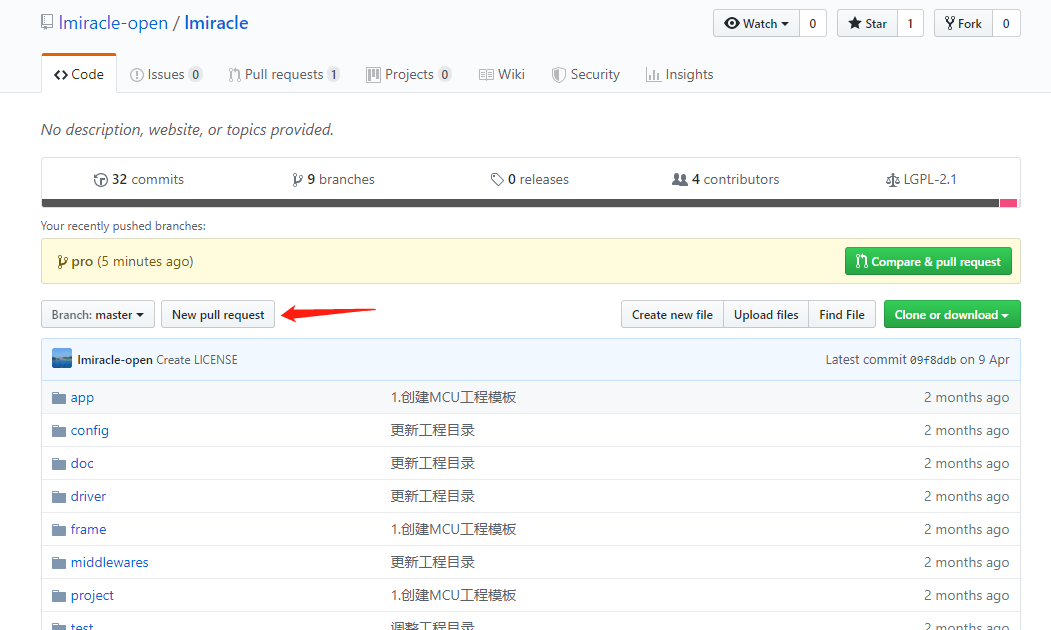 lmiracle-open / lmiracle
Watch 0 Star 1 Fork 0
Code Issues 0 Pull requests 1 Projects 0 Wiki Security Insights
No description, website, or topics provided.
32 commits 9 branches 0 releases 4 contributors LGPL-2.1
Your recently pushed branches:
pro (5 minutes ago) Compare & pull request
Branch: master New pull request Create new file Upload files Find File Clone or download
lmiracle-open Create LICENSE Latest commit 09f8ddb on 9 Apr
app 1.创建MCU工程模板 2 months ago
config 更新工程目录 2 months ago
doc 更新工程目录 2 months ago
driver 更新工程目录 2 months ago
frame 1.创建MCU工程模板 2 months ago
middlewares 更新工程目录 2 months ago
project 1.创建MCU工程模板 2 months ago
test 调整工程目录 2 months ago